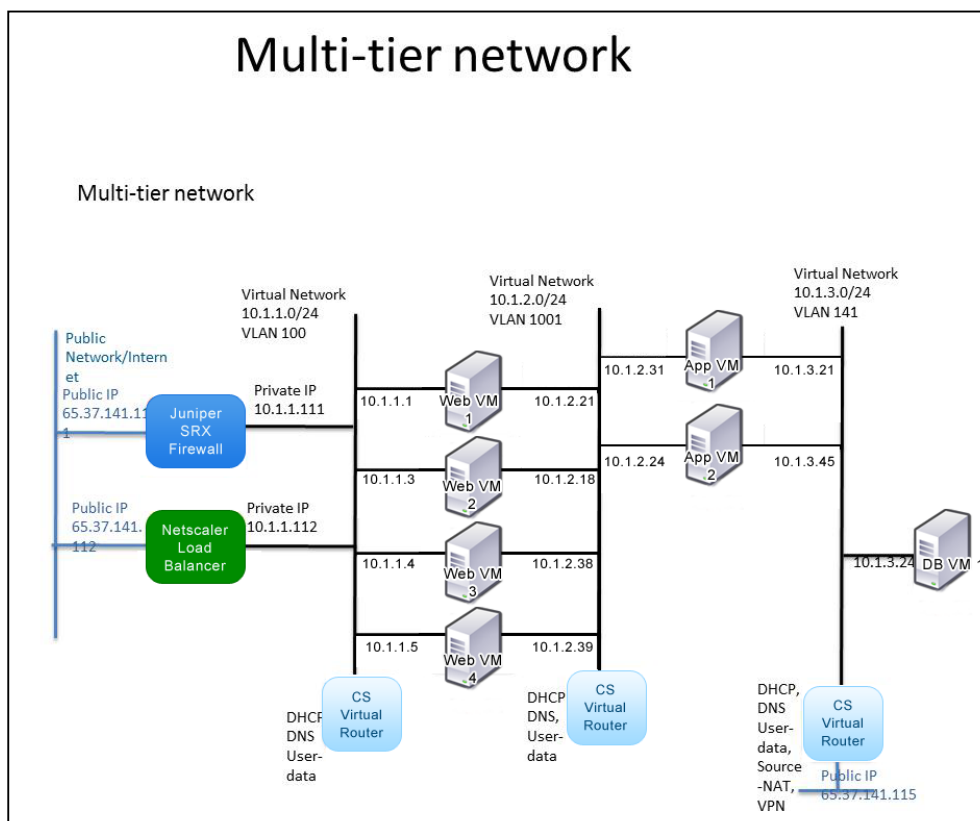 Multi-tier network
Multi-tier network
Virtual Network
10.1.1.0/24
VLAN 100
Virtual Network
10.1.2.0/24
VLAN 1001
Virtual Network
10.1.3.0/24
VLAN 141
Public
Network/Intern
et
Public IP
65.37.141.11
1
Juniper
SRX
Firewall
Private IP
10.1.1.111
Public IP
65.37.141.
112
Netscaler
Load
Balancer
Private IP
10.1.1.112
10.1.1.1
Web VM
1
10.1.2.21
10.1.1.3
Web VM
2
10.1.2.18
10.1.1.4
Web VM
3
10.1.2.38
10.1.1.5
Web VM
4
10.1.2.39
10.1.2.31
App VM
1
10.1.3.21
10.1.2.24
App VM
2
10.1.3.45
10.1.3.24
DB VM 1
DHCP
DNS
User-
data
CS
Virtual
Router
DHCP
DNS,
User-
data
CS
Virtual
Router
DHCP,
DNS
User-
data,
Source
-NAT,
VPN
CS
Virtual
Router
Public IP
65.37.141.115